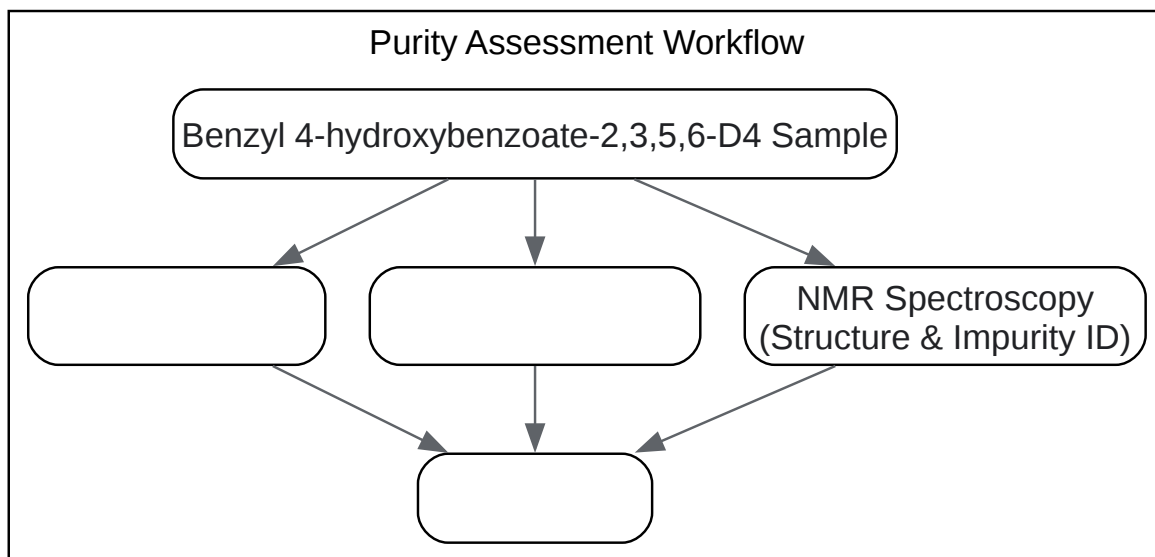 Purity Assessment Workflow
Benzyl 4-hydroxybenzoate-2,3,5,6-D4 Sample
NMR Spectroscopy
(Structure & Impurity ID)